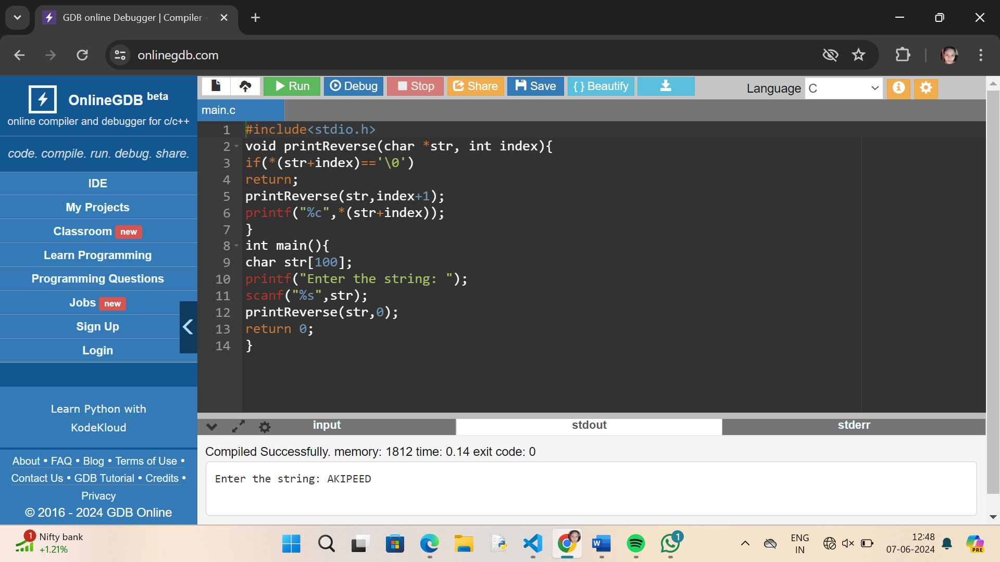 GDB online Debugger | Compiler -
onlinegdb.com
OnlineGDB beta
online compiler and debugger for c/c++
code. compile. run. debug. share.
IDE
My Projects
Classroom new
Learn Programming
Programming Questions
Jobs new
Sign Up
Login
Learn Python with
KodeKloud
About • FAQ • Blog • Terms of Use •
Contact Us • GDB Tutorial • Credits •
Privacy
© 2016 - 2024 GDB Online
Run Debug Stop Share Save { } Beautify
Language C
main.c
1 #include<stdio.h>
2 void printReverse(char *str, int index){
3 if(*(str+index)=='\0')
4 return;
5 printReverse(str,index+1);
6 printf("%c",*(str+index));
7 }
8 int main(){
9 char str[100];
10 printf("Enter the string: ");
11 scanf("%s",str);
12 printReverse(str,0);
13 return 0;
14 }
input stdout stderr
Compiled Successfully. memory: 1812 time: 0.14 exit code: 0
Enter the string: AKIPEED
1
Nifty bank
+1.21%
W
1
ENG
IN
12:48
07-06-2024
PRE